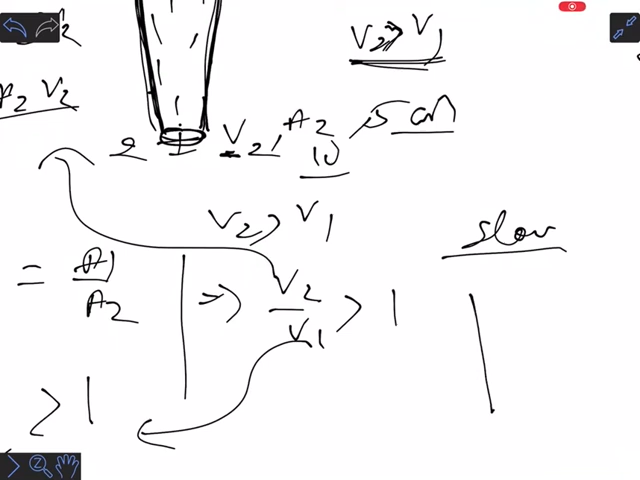 V2 >> V1
A2 V2
2
V2, A2
10
5 cm
V2 > V1
slow
= A1/A2
=> V2/V1 > 1
> 1